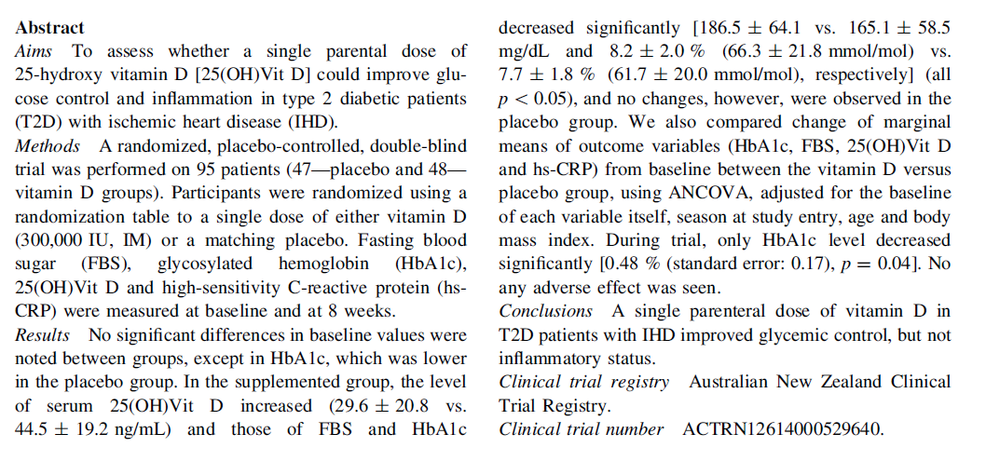 Abstract
Aims To assess whether a single parental dose of
25-hydroxy vitamin D [25(OH)Vit D] could improve glu-
cose control and inflammation in type 2 diabetic patients
(T2D) with ischemic heart disease (IHD).
Methods A randomized, placebo-controlled, double-blind
trial was performed on 95 patients (47—placebo and 48—
vitamin D groups). Participants were randomized using a
randomization table to a single dose of either vitamin D
(300,000 IU, IM) or a matching placebo. Fasting blood
sugar (FBS), glycosylated hemoglobin (HbA1c),
25(OH)Vit D and high-sensitivity C-reactive protein (hs-
CRP) were measured at baseline and at 8 weeks.
Results No significant differences in baseline values were
noted between groups, except in HbA1c, which was lower
in the placebo group. In the supplemented group, the level
of serum 25(OH)Vit D increased (29.6 ± 20.8 vs.
44.5 ± 19.2 ng/mL) and those of FBS and HbA1c
decreased significantly [186.5 ± 64.1 vs. 165.1 ± 58.5
mg/dL and 8.2 ± 2.0 % (66.3 ± 21.8 mmol/mol) vs.
7.7 ± 1.8 % (61.7 ± 20.0 mmol/mol), respectively] (all
p < 0.05), and no changes, however, were observed in the
placebo group. We also compared change of marginal
means of outcome variables (HbA1c, FBS, 25(OH)Vit D
and hs-CRP) from baseline between the vitamin D versus
placebo group, using ANCOVA, adjusted for the baseline
of each variable itself, season at study entry, age and body
mass index. During trial, only HbA1c level decreased
significantly [0.48 % (standard error: 0.17), p = 0.04]. No
any adverse effect was seen.
Conclusions A single parenteral dose of vitamin D in
T2D patients with IHD improved glycemic control, but not
inflammatory status.
Clinical trial registry Australian New Zealand Clinical
Trial Registry.
Clinical trial number ACTRN12614000529640.